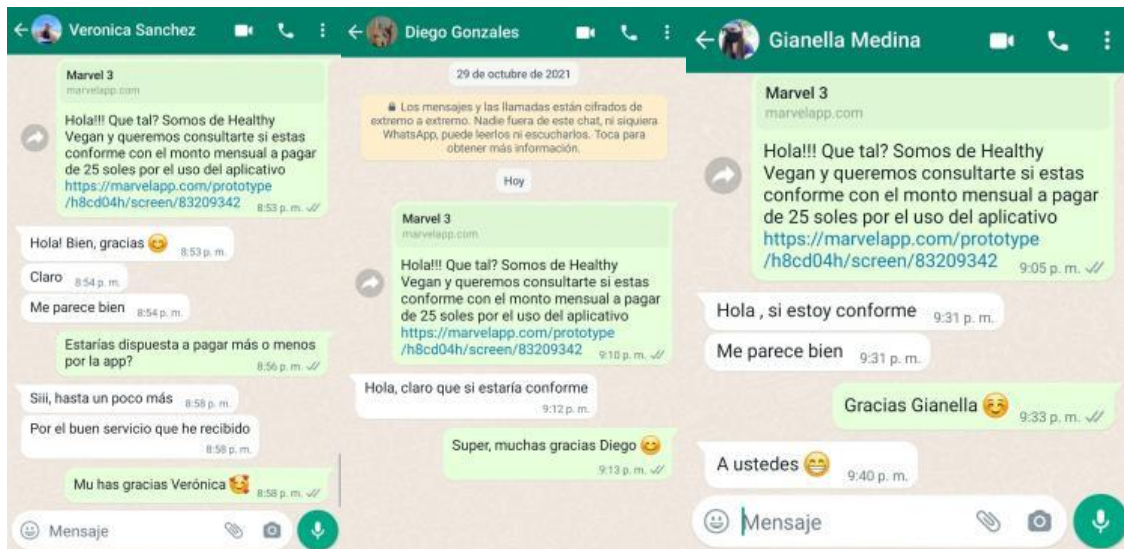 Veronica Sanchez
Marvel 3
marvelapp.com
Hola!!! Que tal? Somos de Healthy
Vegan y queremos consultarte si estas
conforme con el monto mensual a pagar
de 25 soles por el uso del aplicativo
https://marvelapp.com/prototype
/h8cd04h/screen/83209342 8:53 p. m.
Hola! Bien, gracias 😊 8:53 p. m.
Claro 8:54 p. m.
Me parece bien 8:54 p. m.
Estarías dispuesta a pagar más o menos
por la app? 8:56 p. m.
Siii, hasta un poco más 8:58 p. m.
Por el buen servicio que he recibido
8:58 p. m.
Mu has gracias Verónica 🥰 8:58 p. m.
Mensaje
Diego Gonzales
29 de octubre de 2021
🔒 Los mensajes y las llamadas están cifrados de
extremo a extremo. Nadie fuera de este chat, ni siquiera
WhatsApp, puede leerlos ni escucharlos. Toca para
obtener más información.
Hoy
Marvel 3
marvelapp.com
Hola!!! Que tal? Somos de Healthy
Vegan y queremos consultarte si estas
conforme con el monto mensual a pagar
de 25 soles por el uso del aplicativo
https://marvelapp.com/prototype
/h8cd04h/screen/83209342 9:10 p. m.
Hola, claro que si estaría conforme
9:12 p. m.
Super, muchas gracias Diego 😊
9:13 p. m.
Gianella Medina
Marvel 3
marvelapp.com
Hola!!! Que tal? Somos de Healthy
Vegan y queremos consultarte si estas
conforme con el monto mensual a pagar
de 25 soles por el uso del aplicativo
https://marvelapp.com/prototype
/h8cd04h/screen/83209342 9:05 p. m.
Hola , si estoy conforme 9:31 p. m.
Me parece bien 9:31 p. m.
Gracias Gianella ☺️ 9:33 p. m.
A ustedes 😁 9:40 p. m.
Mensaje